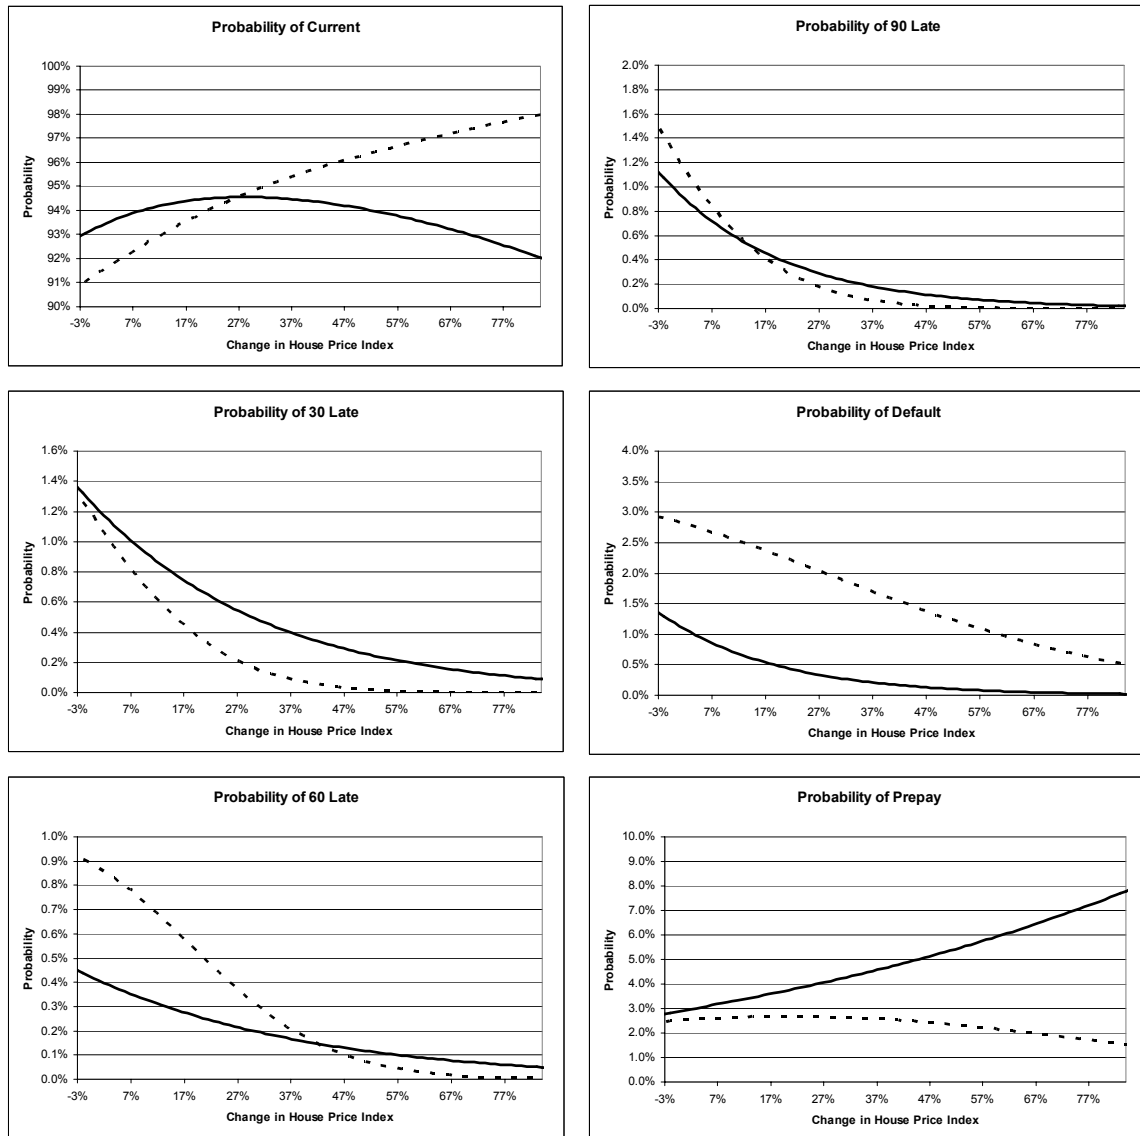 Probability of Current
100%
99%
98%
97%
96%
95%
94%
93%
92%
91%
90%
Probability
-3% 7% 17% 27% 37% 47% 57% 67% 77%
Change in House Price Index
Probability of 90 Late
2.0%
1.8%
1.6%
1.4%
1.2%
1.0%
0.8%
0.6%
0.4%
0.2%
0.0%
Probability
-3% 7% 17% 27% 37% 47% 57% 67% 77%
Change in House Price Index
Probability of 30 Late
1.6%
1.4%
1.2%
1.0%
0.8%
0.6%
0.4%
0.2%
0.0%
Probability
-3% 7% 17% 27% 37% 47% 57% 67% 77%
Change in House Price Index
Probability of Default
4.0%
3.5%
3.0%
2.5%
2.0%
1.5%
1.0%
0.5%
0.0%
Probability
-3% 7% 17% 27% 37% 47% 57% 67% 77%
Change in House Price Index
Probability of 60 Late
1.0%
0.9%
0.8%
0.7%
0.6%
0.5%
0.4%
0.3%
0.2%
0.1%
0.0%
Probability
-3% 7% 17% 27% 37% 47% 57% 67% 77%
Change in House Price Index
Probability of Prepay
10.0%
9.0%
8.0%
7.0%
6.0%
5.0%
4.0%
3.0%
2.0%
1.0%
0.0%
Probability
-3% 7% 17% 27% 37% 47% 57% 67% 77%
Change in House Price Index